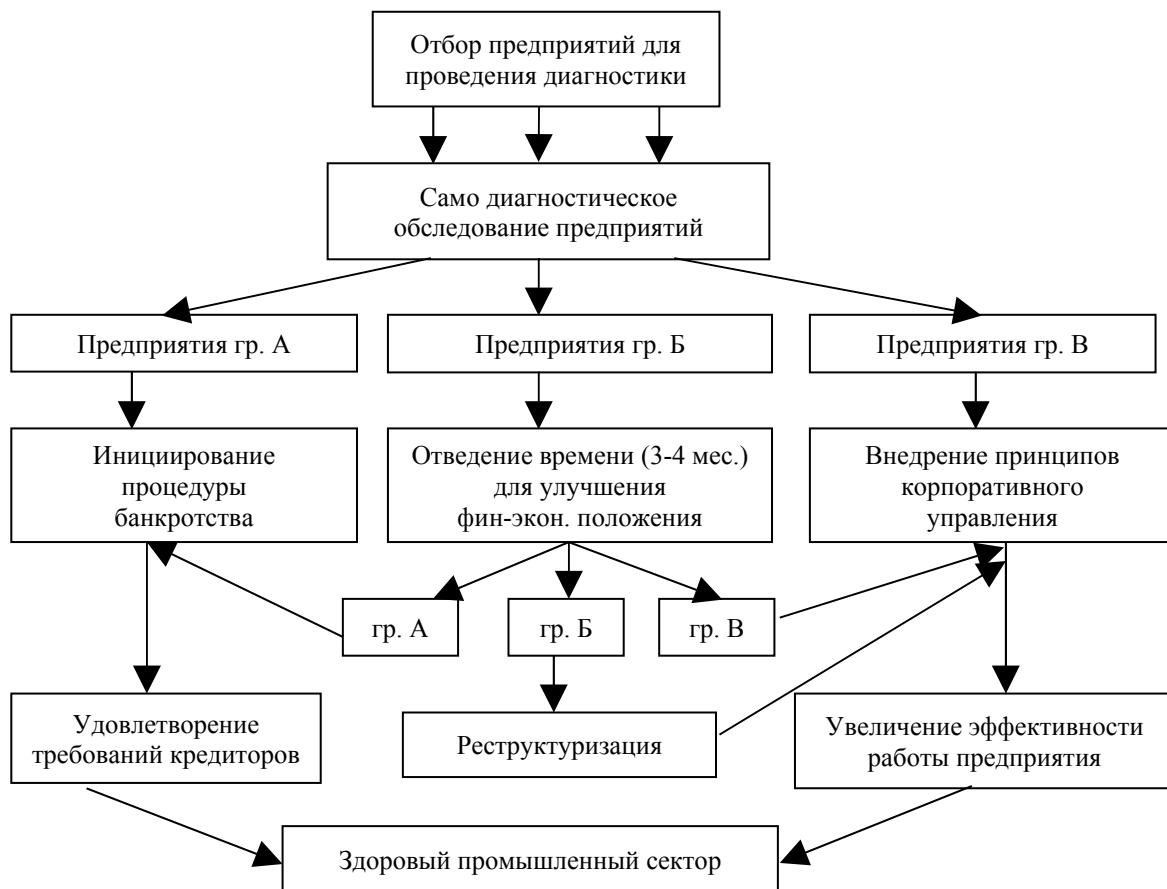 Отбор предприятий для
проведения диагностики
Само диагностическое
обследование предприятий
Предприятия гр. А
Предприятия гр. Б
Предприятия гр. В
Инициирование
процедуры
банкротства
Отведение времени (3-4 мес.)
для улучшения
фин-экон. положения
Внедрение принципов
корпоративного
управления
гр. А
гр. Б
гр. В
Удовлетворение
требований кредиторов
Реструктуризация
Увеличение эффективности
работы предприятия
Здоровый промышленный сектор